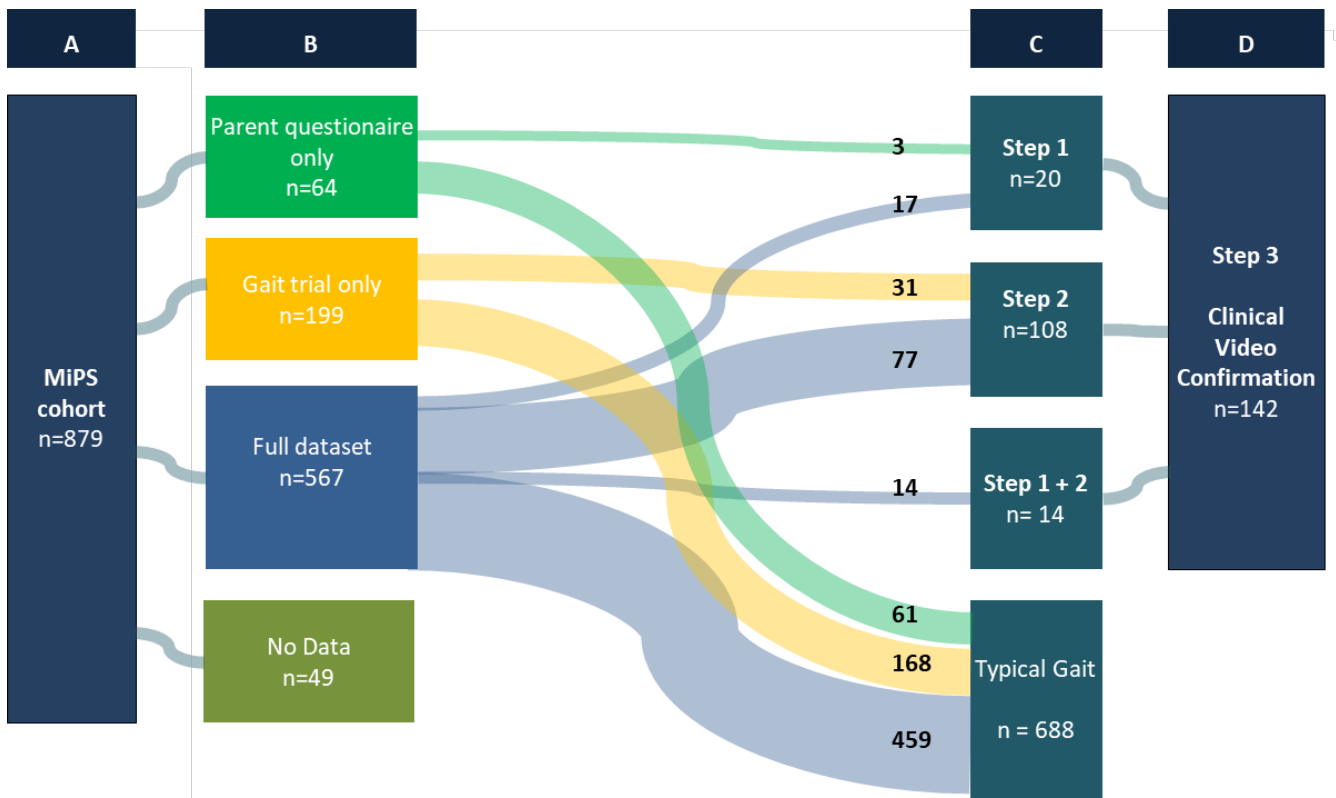 A
B
C
D
MiPS
cohort
n=879
Parent questionaire
only
n=64
Gait trial only
n=199
Full dataset
n=567
No Data
n=49
3
17
31
77
14
61
168
459
Step 1
n=20
Step 2
n=108
Step 1 + 2
n= 14
Typical Gait
n = 688
Step 3
Clinical
Video
Confirmation
n=142